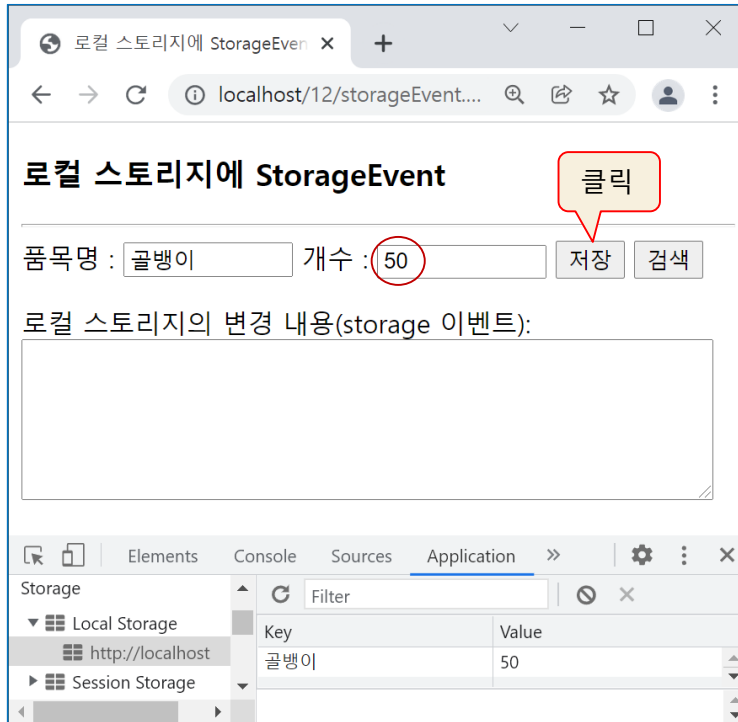 로컬 스토리지에 StorageEven
localhost/12/storageEvent....
로컬 스토리지에 StorageEvent
클릭
품목명 : 골뱅이 개수 : 50 저장 검색
로컬 스토리지의 변경 내용(storage 이벤트):
Elements Console Sources Application
Storage
Filter
Local Storage
Key Value
http://localhost
골뱅이 50
Session Storage